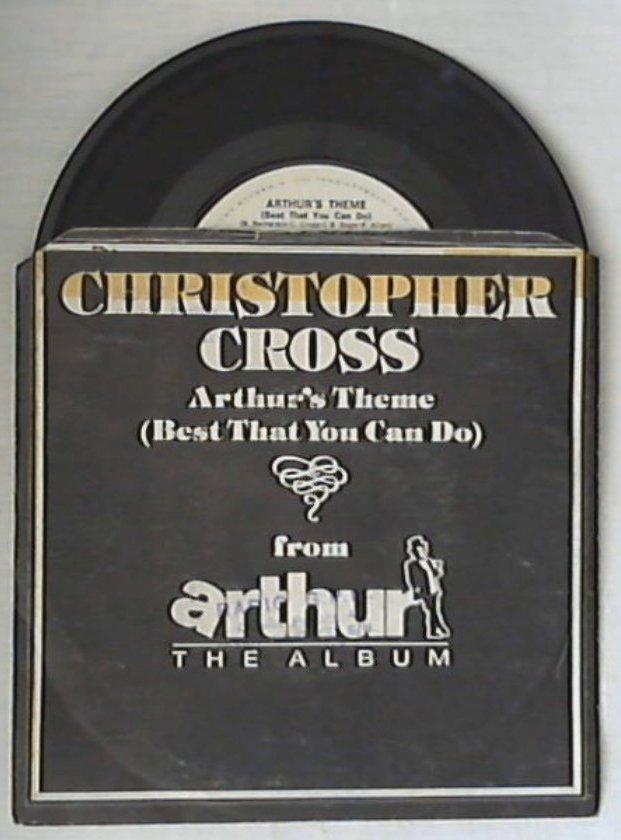 ARTHUR'S THEME
(Best That You Can Do)
CHRISTOPHER
CROSS
Arthur's Theme
(Best That You Can Do)
from
arthur
THE ALBUM